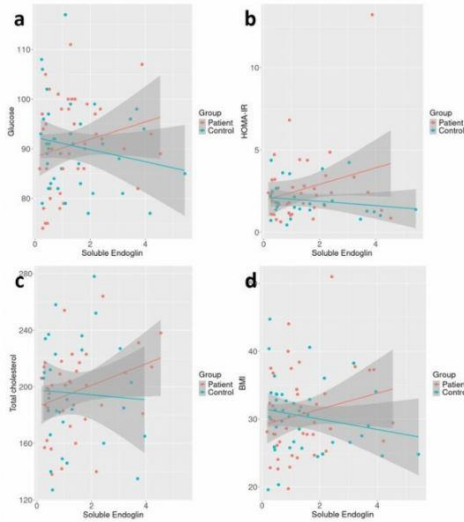 a
b
Glucose
110
100
90
80
0
2
4
Soluble Endoglin
Group
Patient
Control
HOMA-IR
10
5
0
0
2
4
Soluble Endoglin
Group
Patient
Control
c
d
Total cholesterol
280
240
200
160
120
0
2
4
Soluble Endoglin
Group
Patient
Control
BMI
50
40
30
20
0
2
4
Soluble Endoglin
Group
Patient
Control